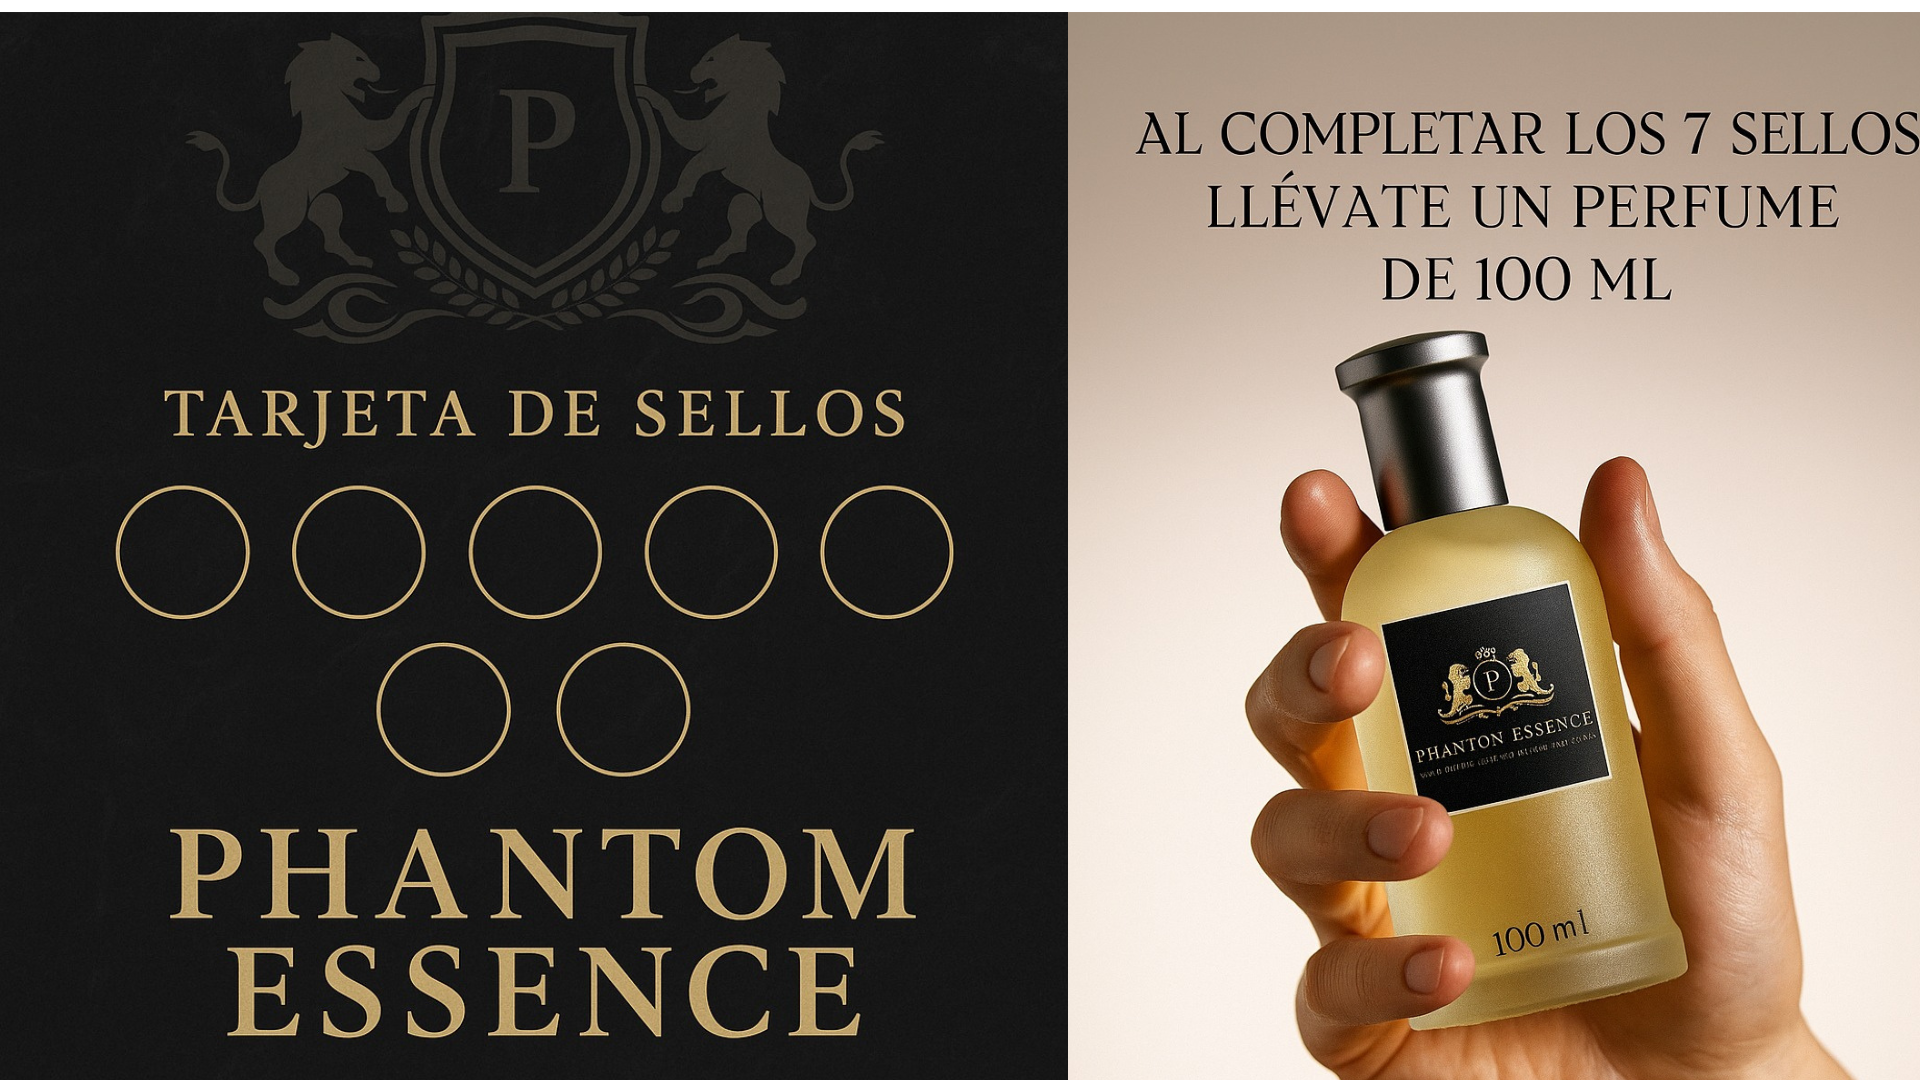 P
TARJETA DE SELLOS
PHANTOM
ESSENCE
AL COMPLETAR LOS 7 SELLOS
LLÉVATE UN PERFUME
DE 100 ML
P
PHANTON ESSENCE
100 ml